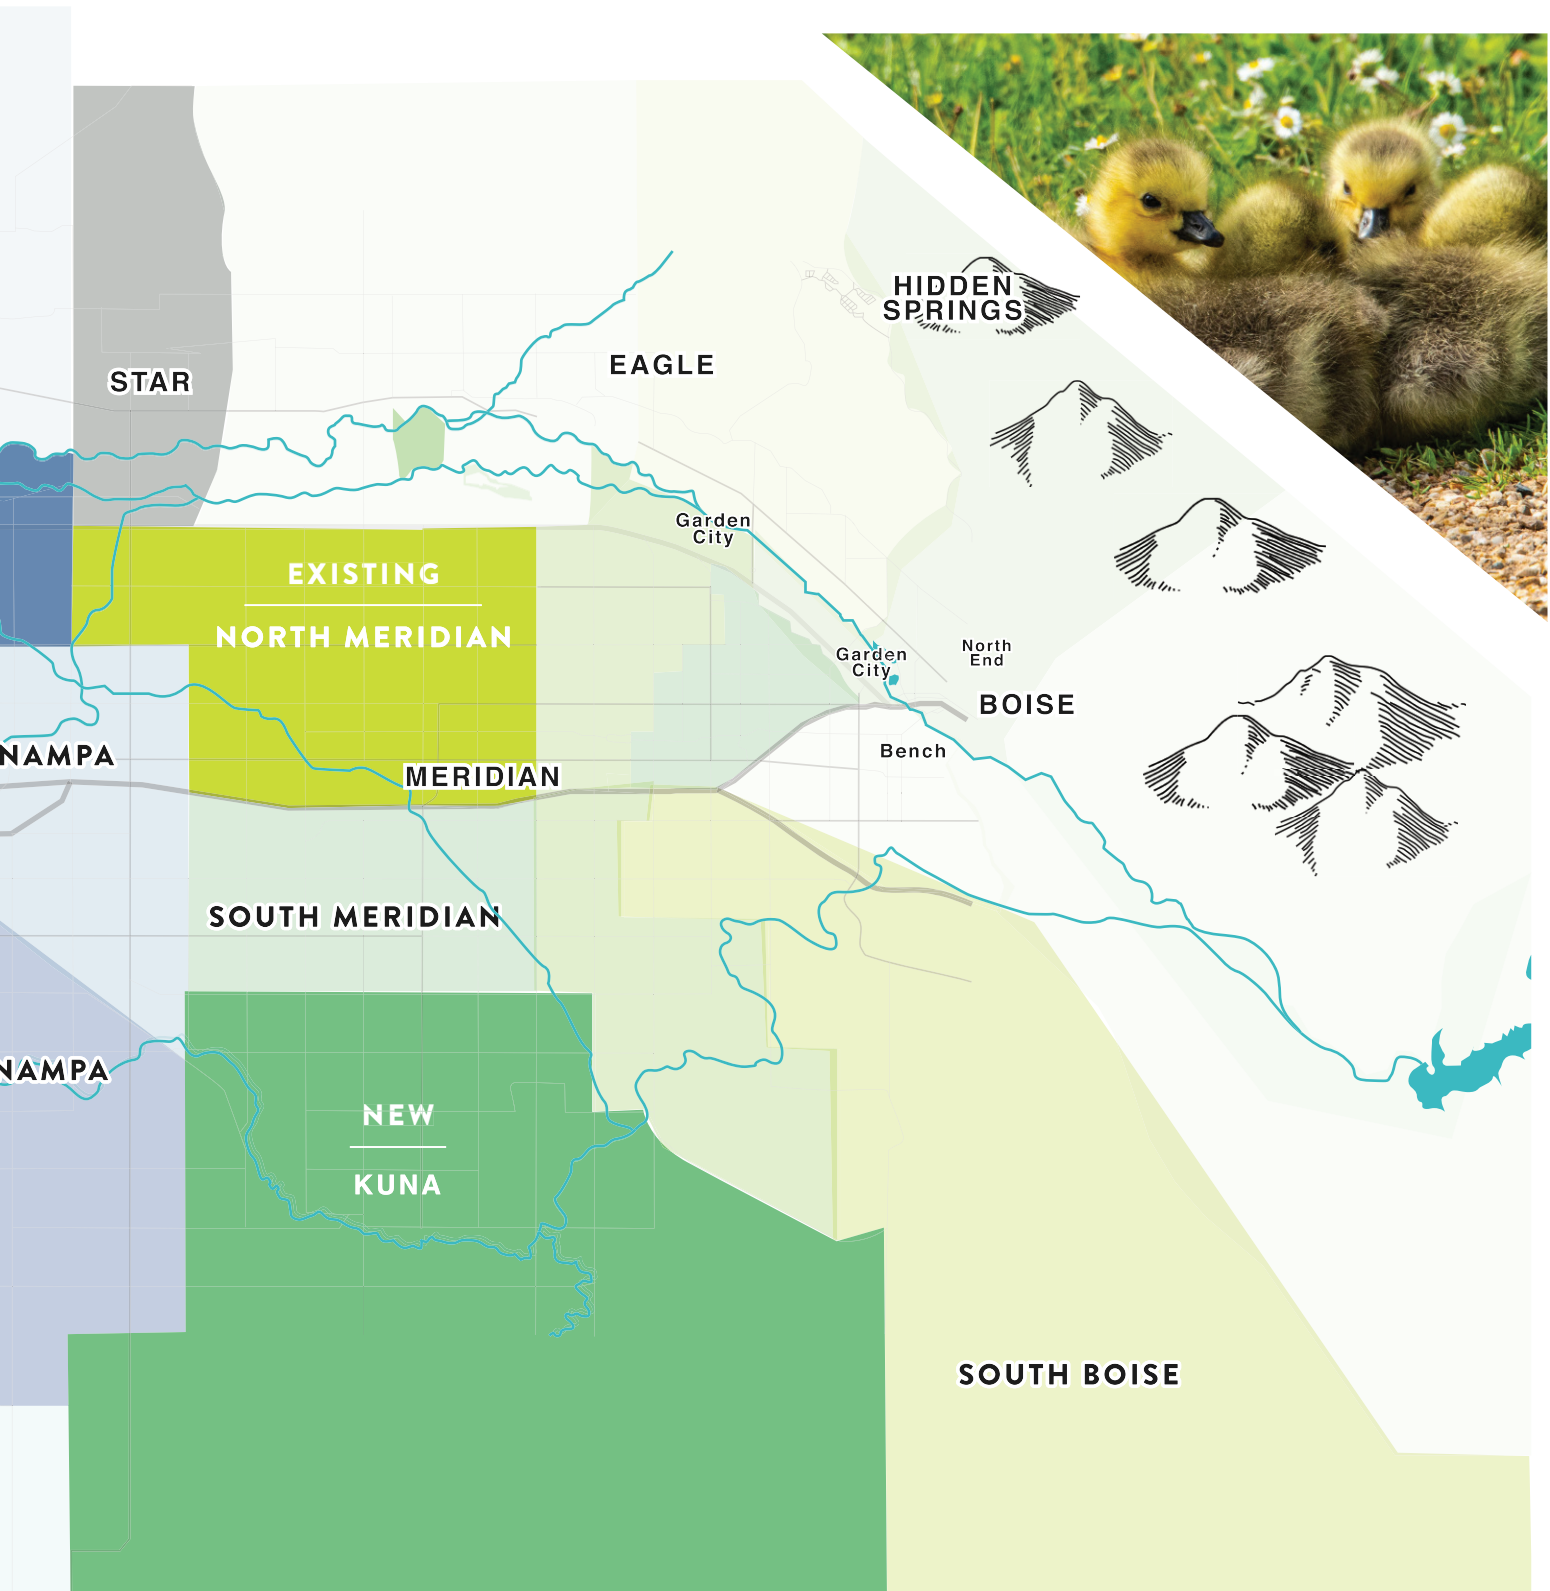 HIDDEN
SPRINGS
EAGLE
STAR
Garden
City
EXISTING
NORTH MERIDIAN
Garden
City
North
End
BOISE
Bench
NAMPA
MERIDIAN
SOUTH MERIDIAN
NAMPA
NEW
KUNA
SOUTH BOISE